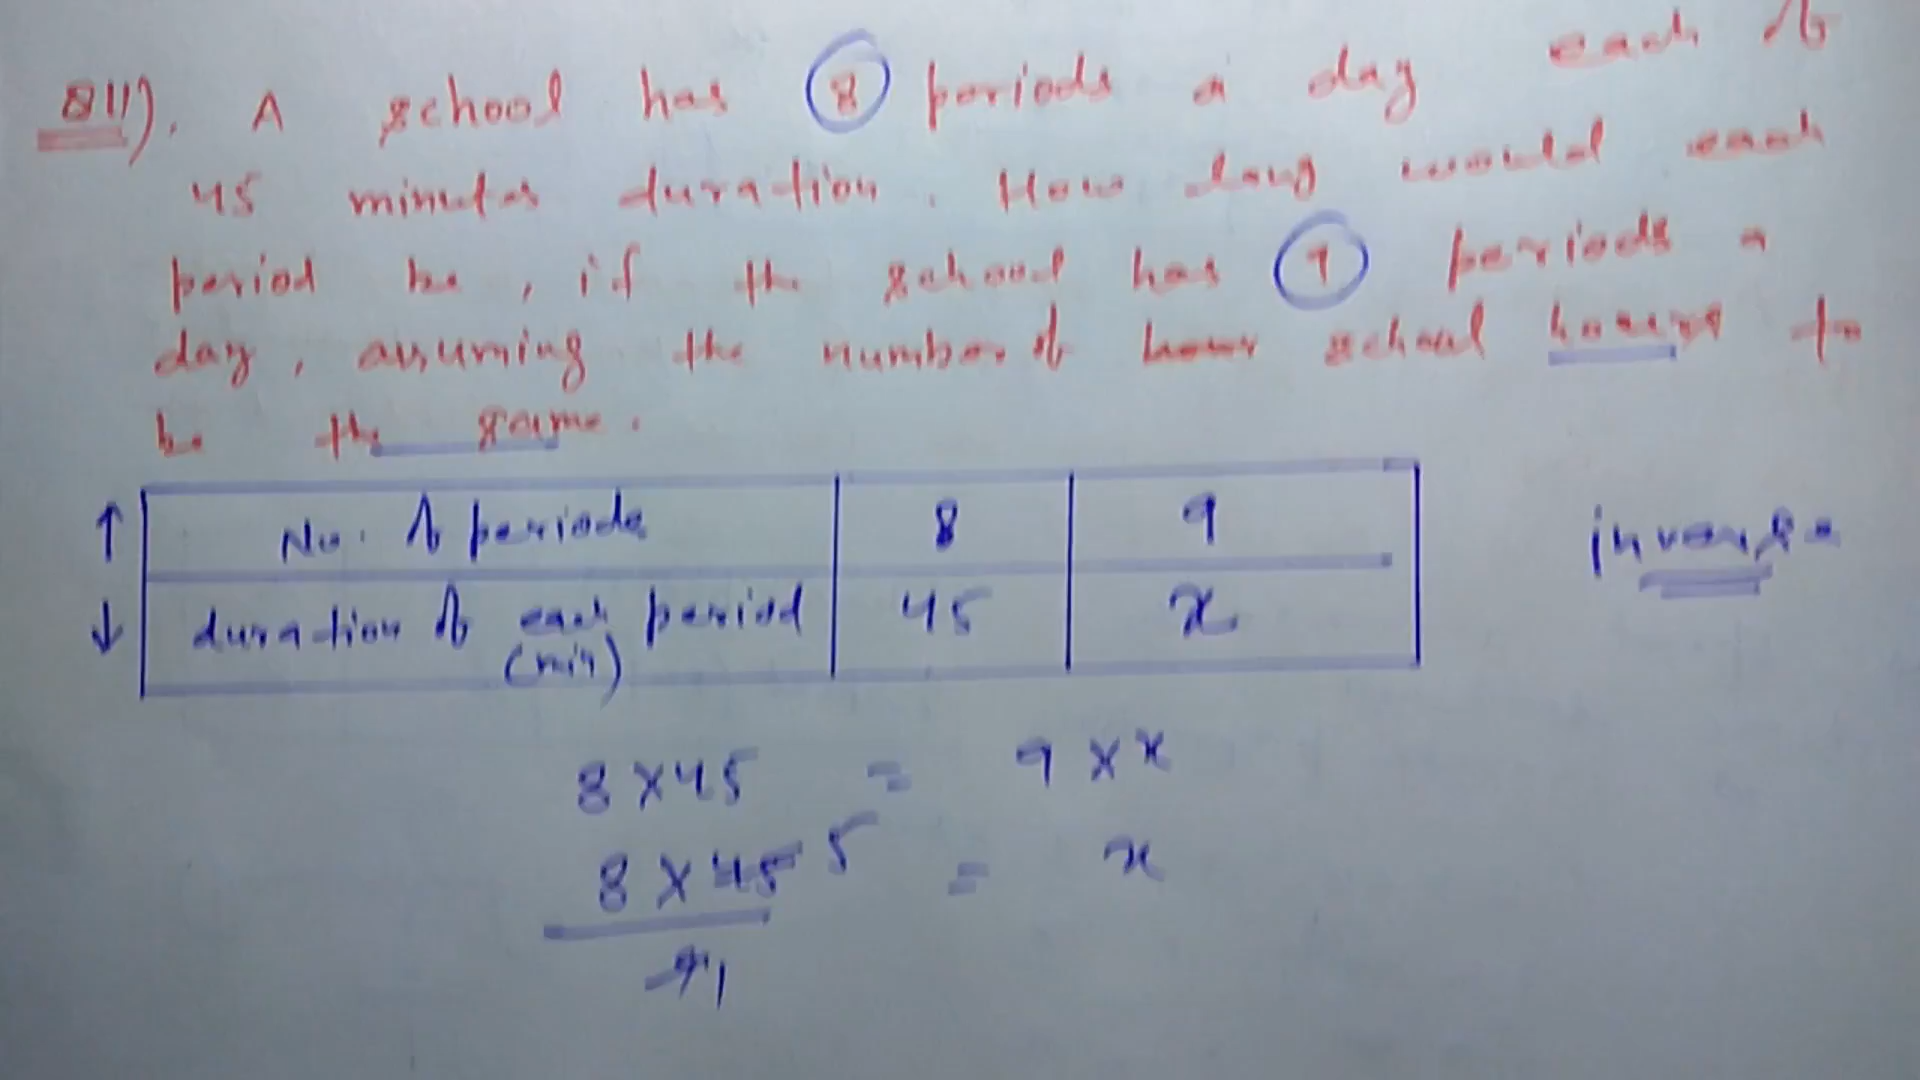 Q11). A school has 8 periods a day each of
45 minutes duration. How long would each
period be, if the school has 9 periods a
day, assuming the number of hour school hours to
be the same.
↑ No. of periods 8 9
inverse
↓ duration of each period 45 x
(min)
8 × 45 = 9 × x
8 × 45 5 = x
9 1